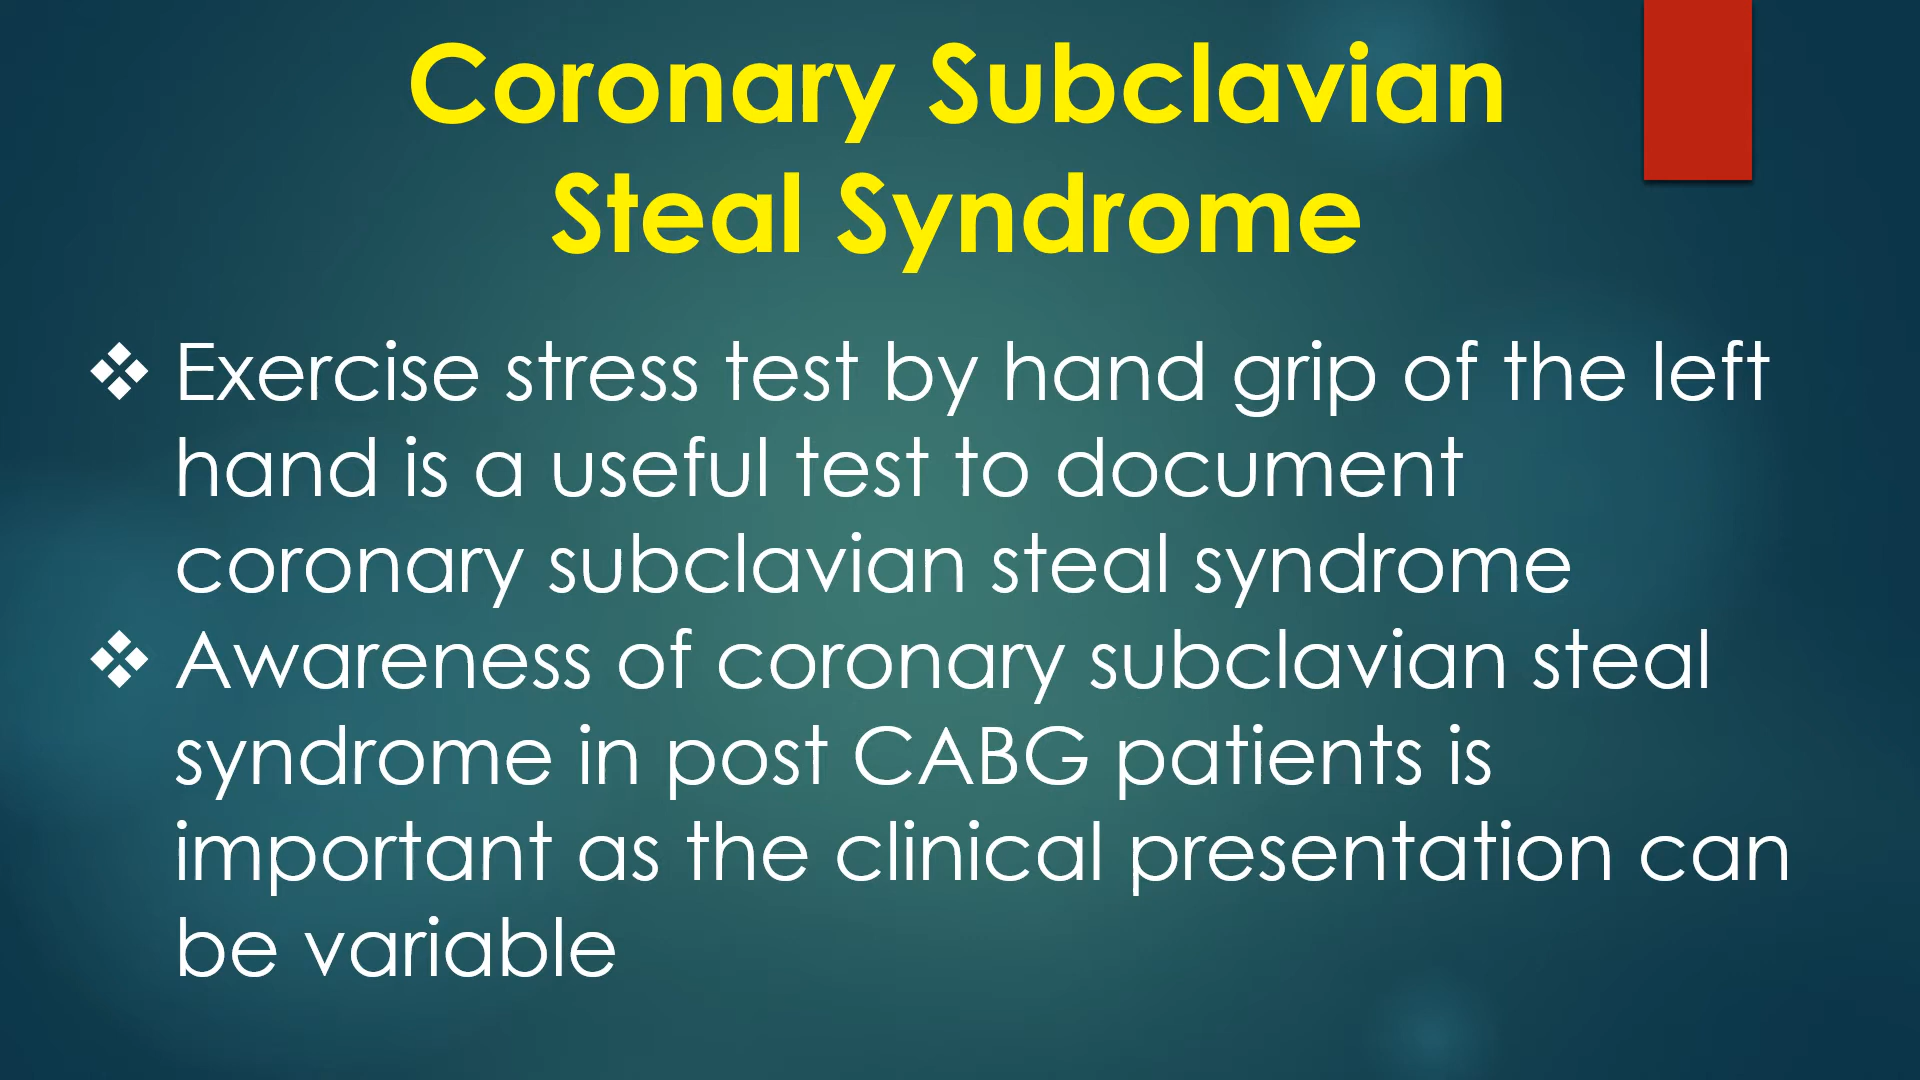 Coronary Subclavian
Steal Syndrome
❖ Exercise stress test by hand grip of the left
hand is a useful test to document
coronary subclavian steal syndrome
❖ Awareness of coronary subclavian steal
syndrome in post CABG patients is
important as the clinical presentation can
be variable